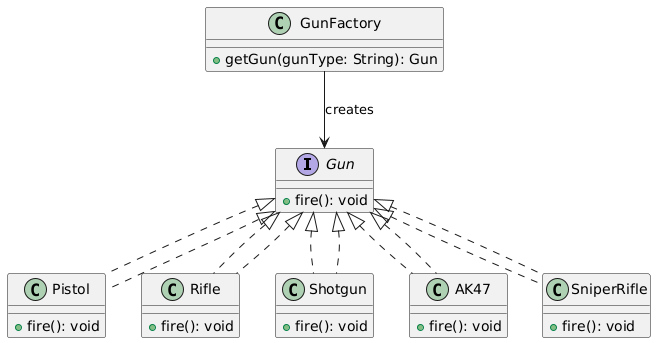 C GunFactory
+ getGun(gunType: String): Gun
creates
I Gun
+ fire(): void
C Pistol
+ fire(): void
C Rifle
+ fire(): void
C Shotgun
+ fire(): void
C AK47
+ fire(): void
C SniperRifle
+ fire(): void